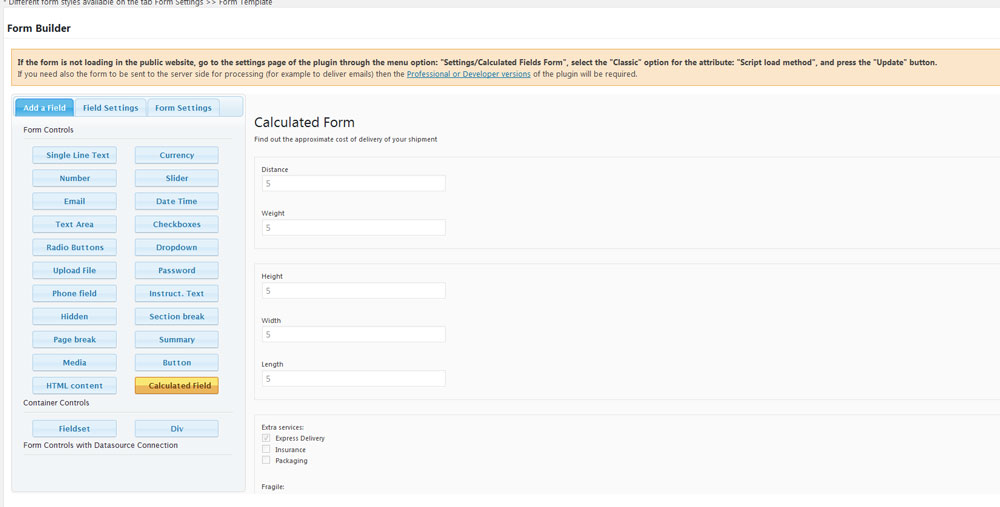 * Different form styles available on the tab Form Settings >> Form Template
Form Builder
If the form is not loading in the public website, go to the settings page of the plugin through the menu option: "Settings/Calculated Fields Form", select the "Classic" option for the attribute: "Script load method", and press the "Update" button.
If you need also the form to be sent to the server side for processing (for example to deliver emails) then the Professional or Developer versions of the plugin will be required.
Add a Field Field Settings Form Settings
Form Controls
Single Line Text Currency
Number Slider
Email Date Time
Text Area Checkboxes
Radio Buttons Dropdown
Upload File Password
Phone field Instruct. Text
Hidden Section break
Page break Summary
Media Button
HTML content Calculated Field
Container Controls
Fieldset Div
Form Controls with Datasource Connection
Calculated Form
Find out the approximate cost of delivery of your shipment
Distance
5
Weight
5
Height
5
Width
5
Length
5
Extra services:
Express Delivery
Insurance
Packaging
Fragile: